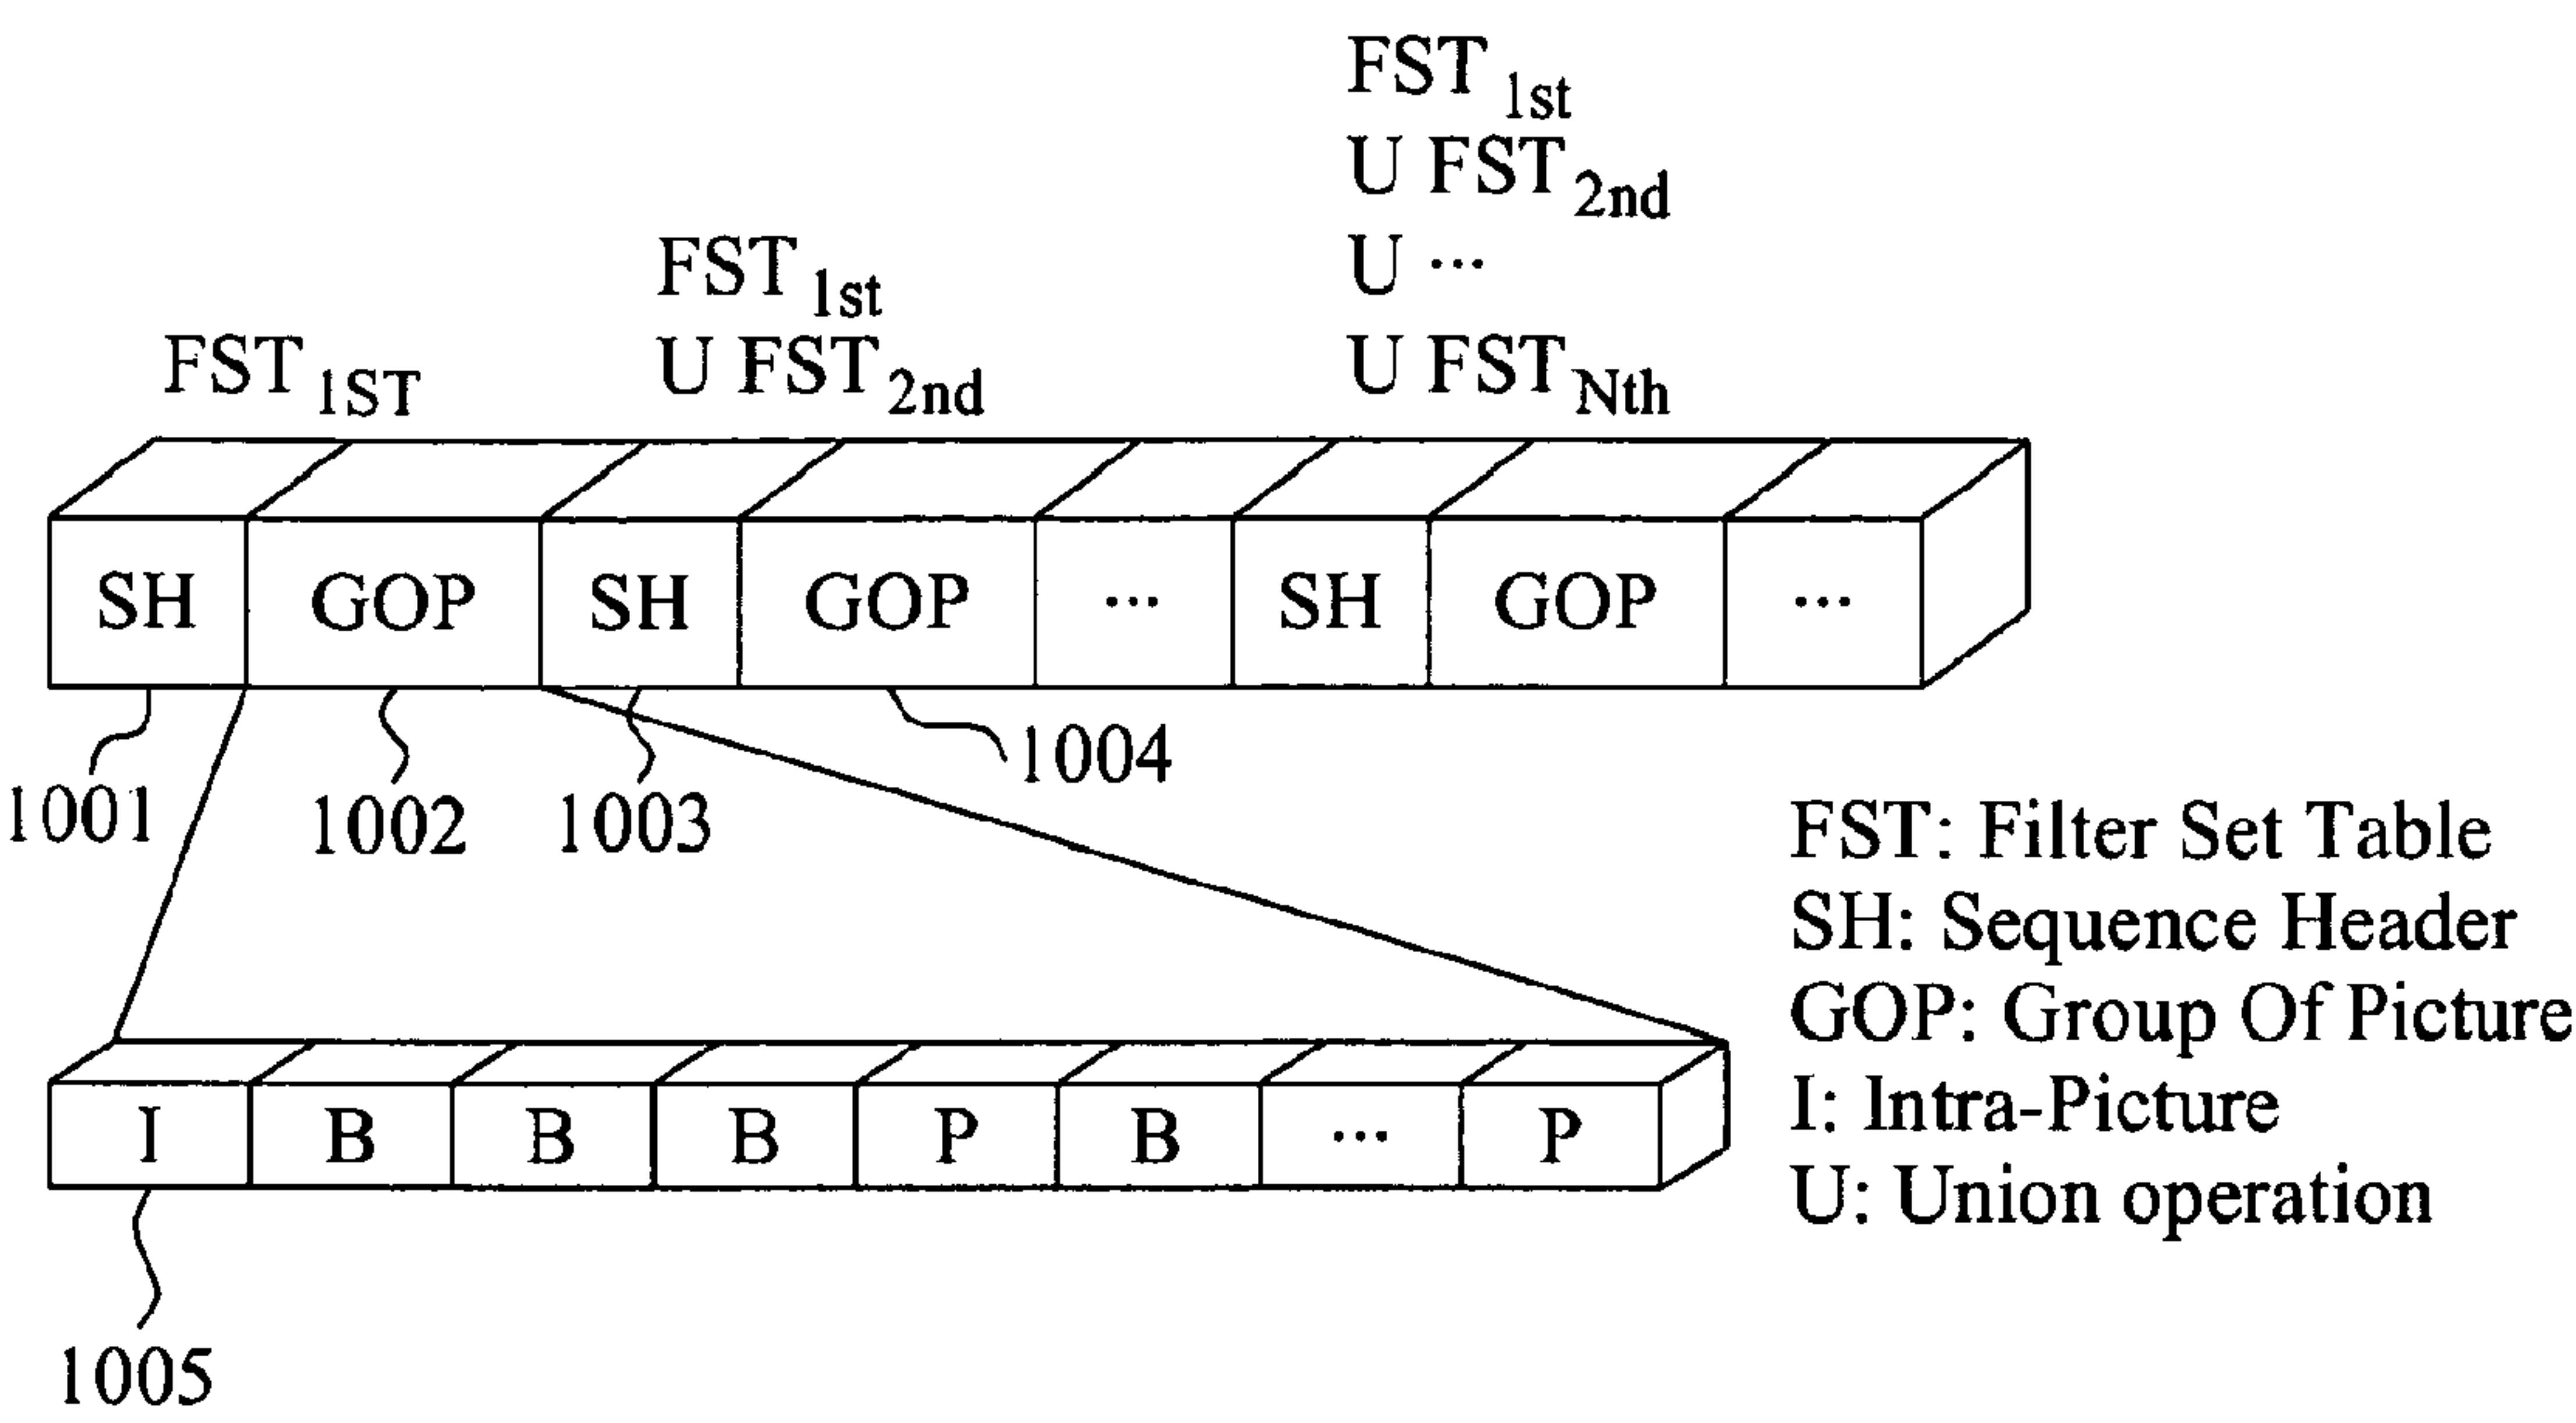 FST 1st
U FST 2nd
U ...
U FST Nth
FST 1st
U FST 2nd
FST 1ST
SH GOP SH GOP ... SH GOP ...
1001 1002 1003 1004
I B B B P B ... P
1005
FST: Filter Set Table
SH: Sequence Header
GOP: Group Of Picture
I: Intra-Picture
U: Union operation